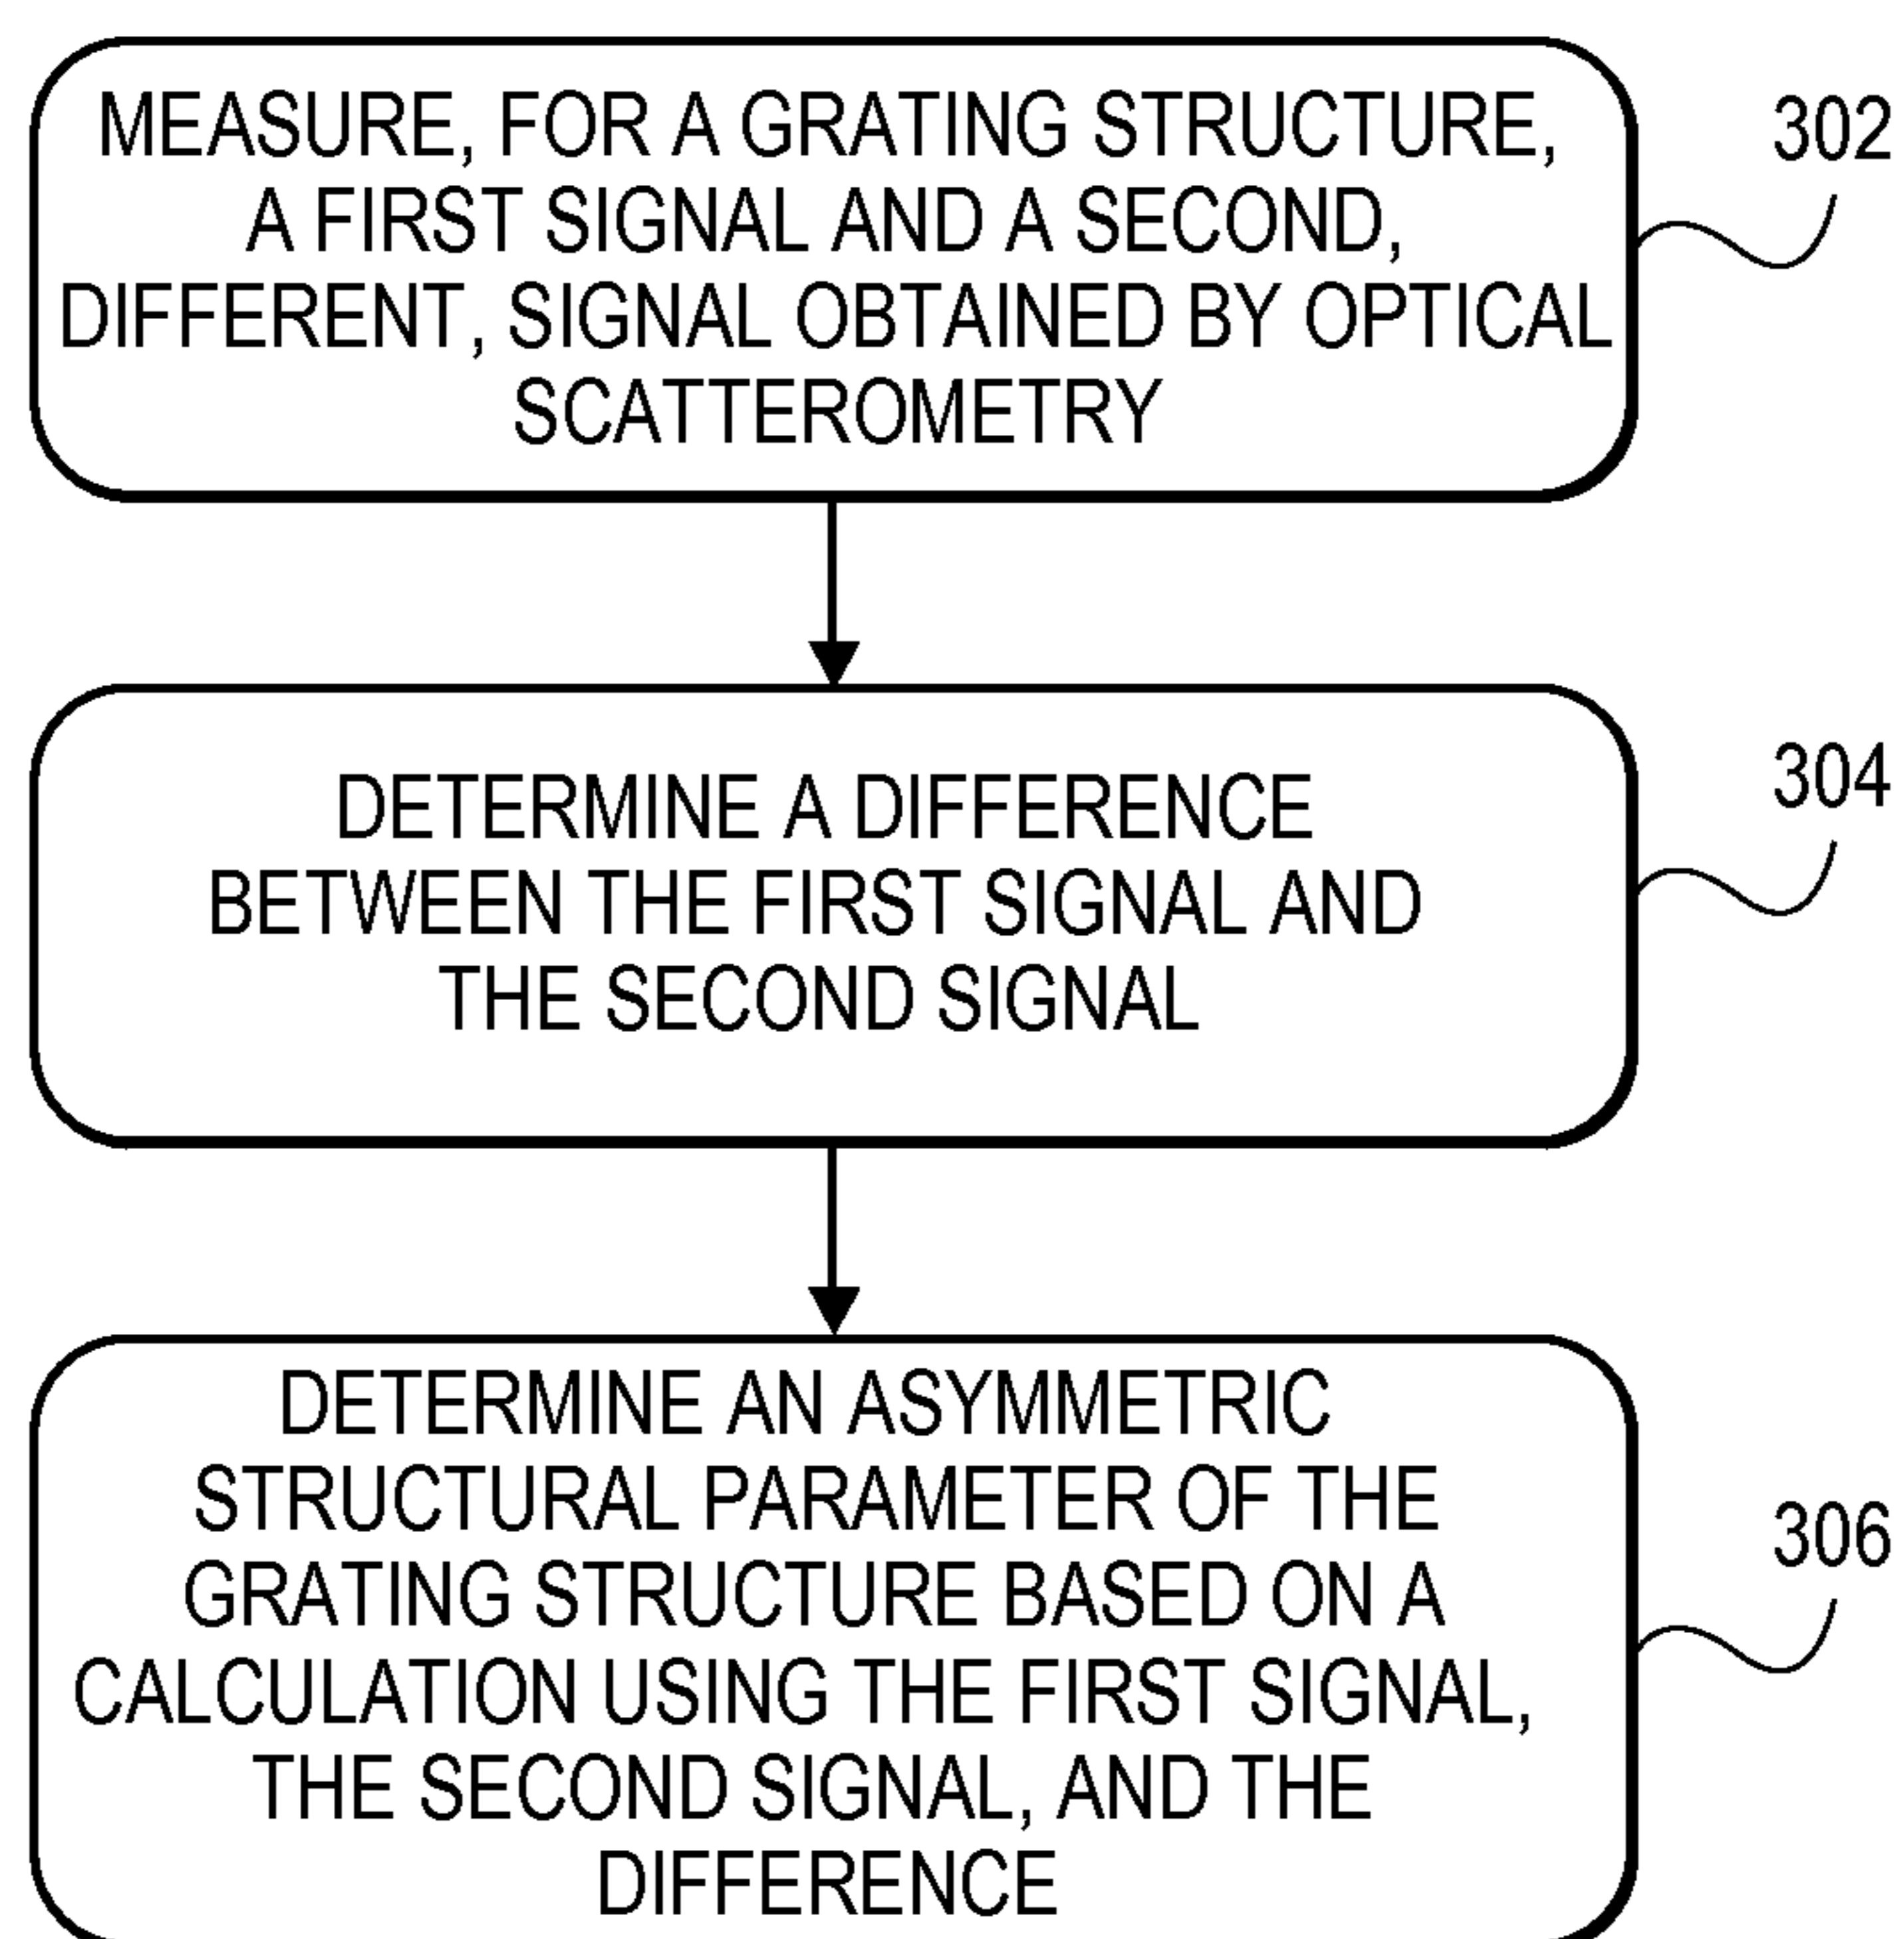 MEASURE, FOR A GRATING STRUCTURE,
A FIRST SIGNAL AND A SECOND,
DIFFERENT, SIGNAL OBTAINED BY OPTICAL
SCATTEROMETRY
302
DETERMINE A DIFFERENCE
BETWEEN THE FIRST SIGNAL AND
THE SECOND SIGNAL
304
DETERMINE AN ASYMMETRIC
STRUCTURAL PARAMETER OF THE
GRATING STRUCTURE BASED ON A
CALCULATION USING THE FIRST SIGNAL,
THE SECOND SIGNAL, AND THE
DIFFERENCE
306